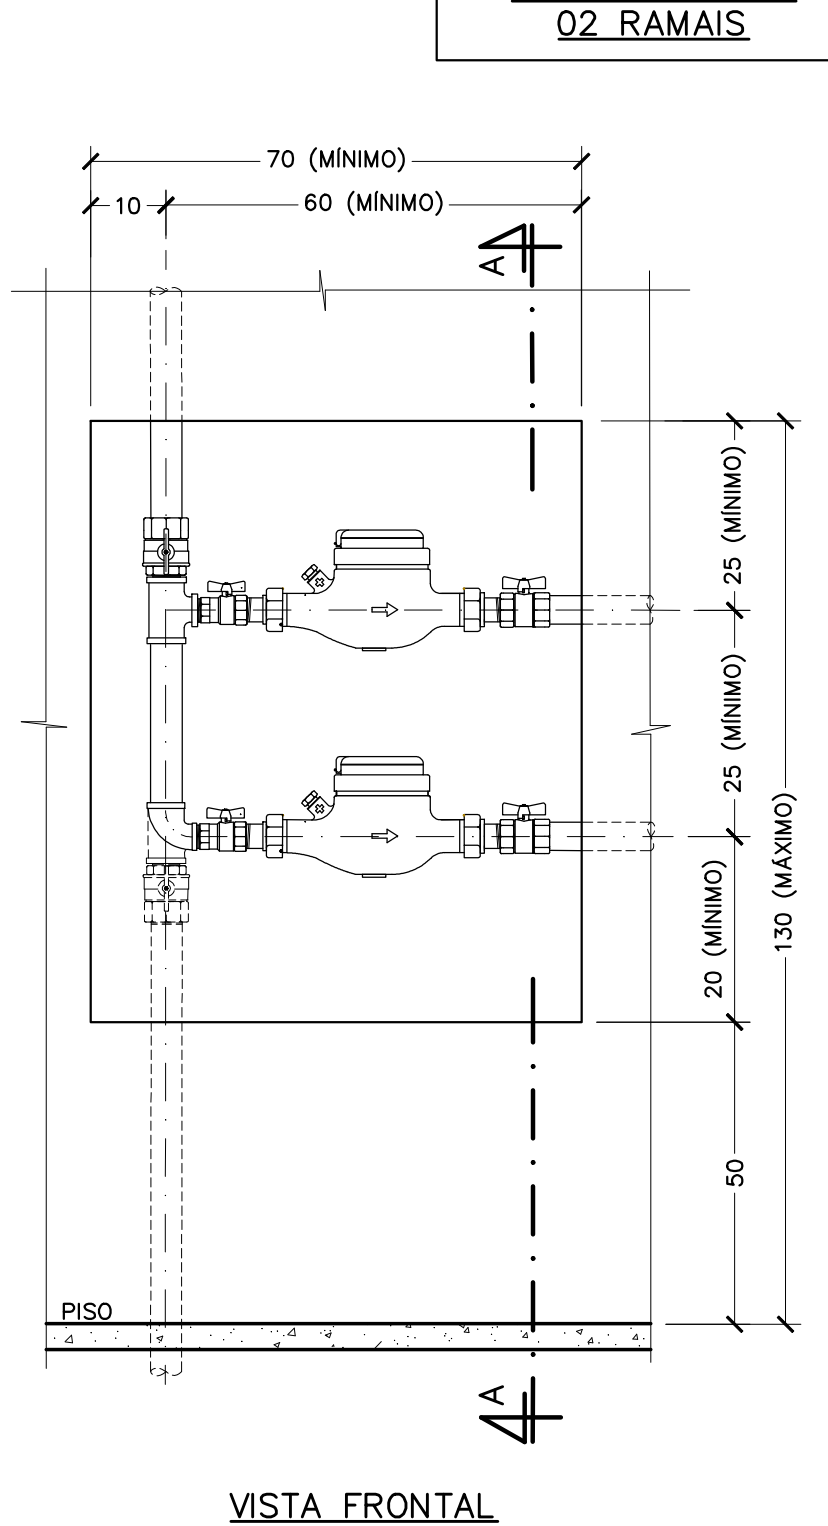 02 RAMAIS
70 (MÍNIMO)
10
60 (MÍNIMO)
A
25 (MÍNIMO)
25 (MÍNIMO)
130 (MÁXIMO)
20 (MÍNIMO)
50
PISO
A
VISTA FRONTAL